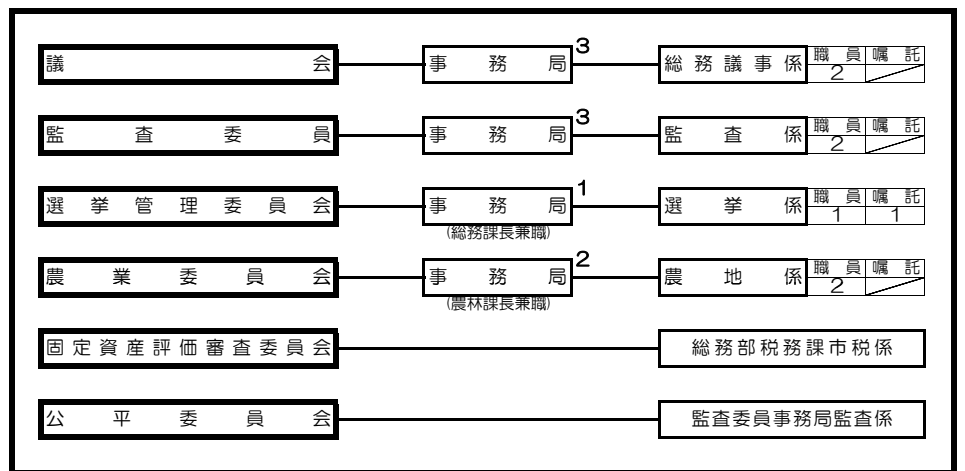 議会 事務局 3 総務議事係 職員 嘱託
2
監査委員 事務局 3 監査係 職員 嘱託
2
選挙管理委員会 事務局 1 選挙係 職員 嘱託
(総務課長兼職) 1 1
農業委員会 事務局 2 農地係 職員 嘱託
(農林課長兼職) 2
固定資産評価審査委員会 総務部税務課市税係
公平委員会 監査委員事務局監査係